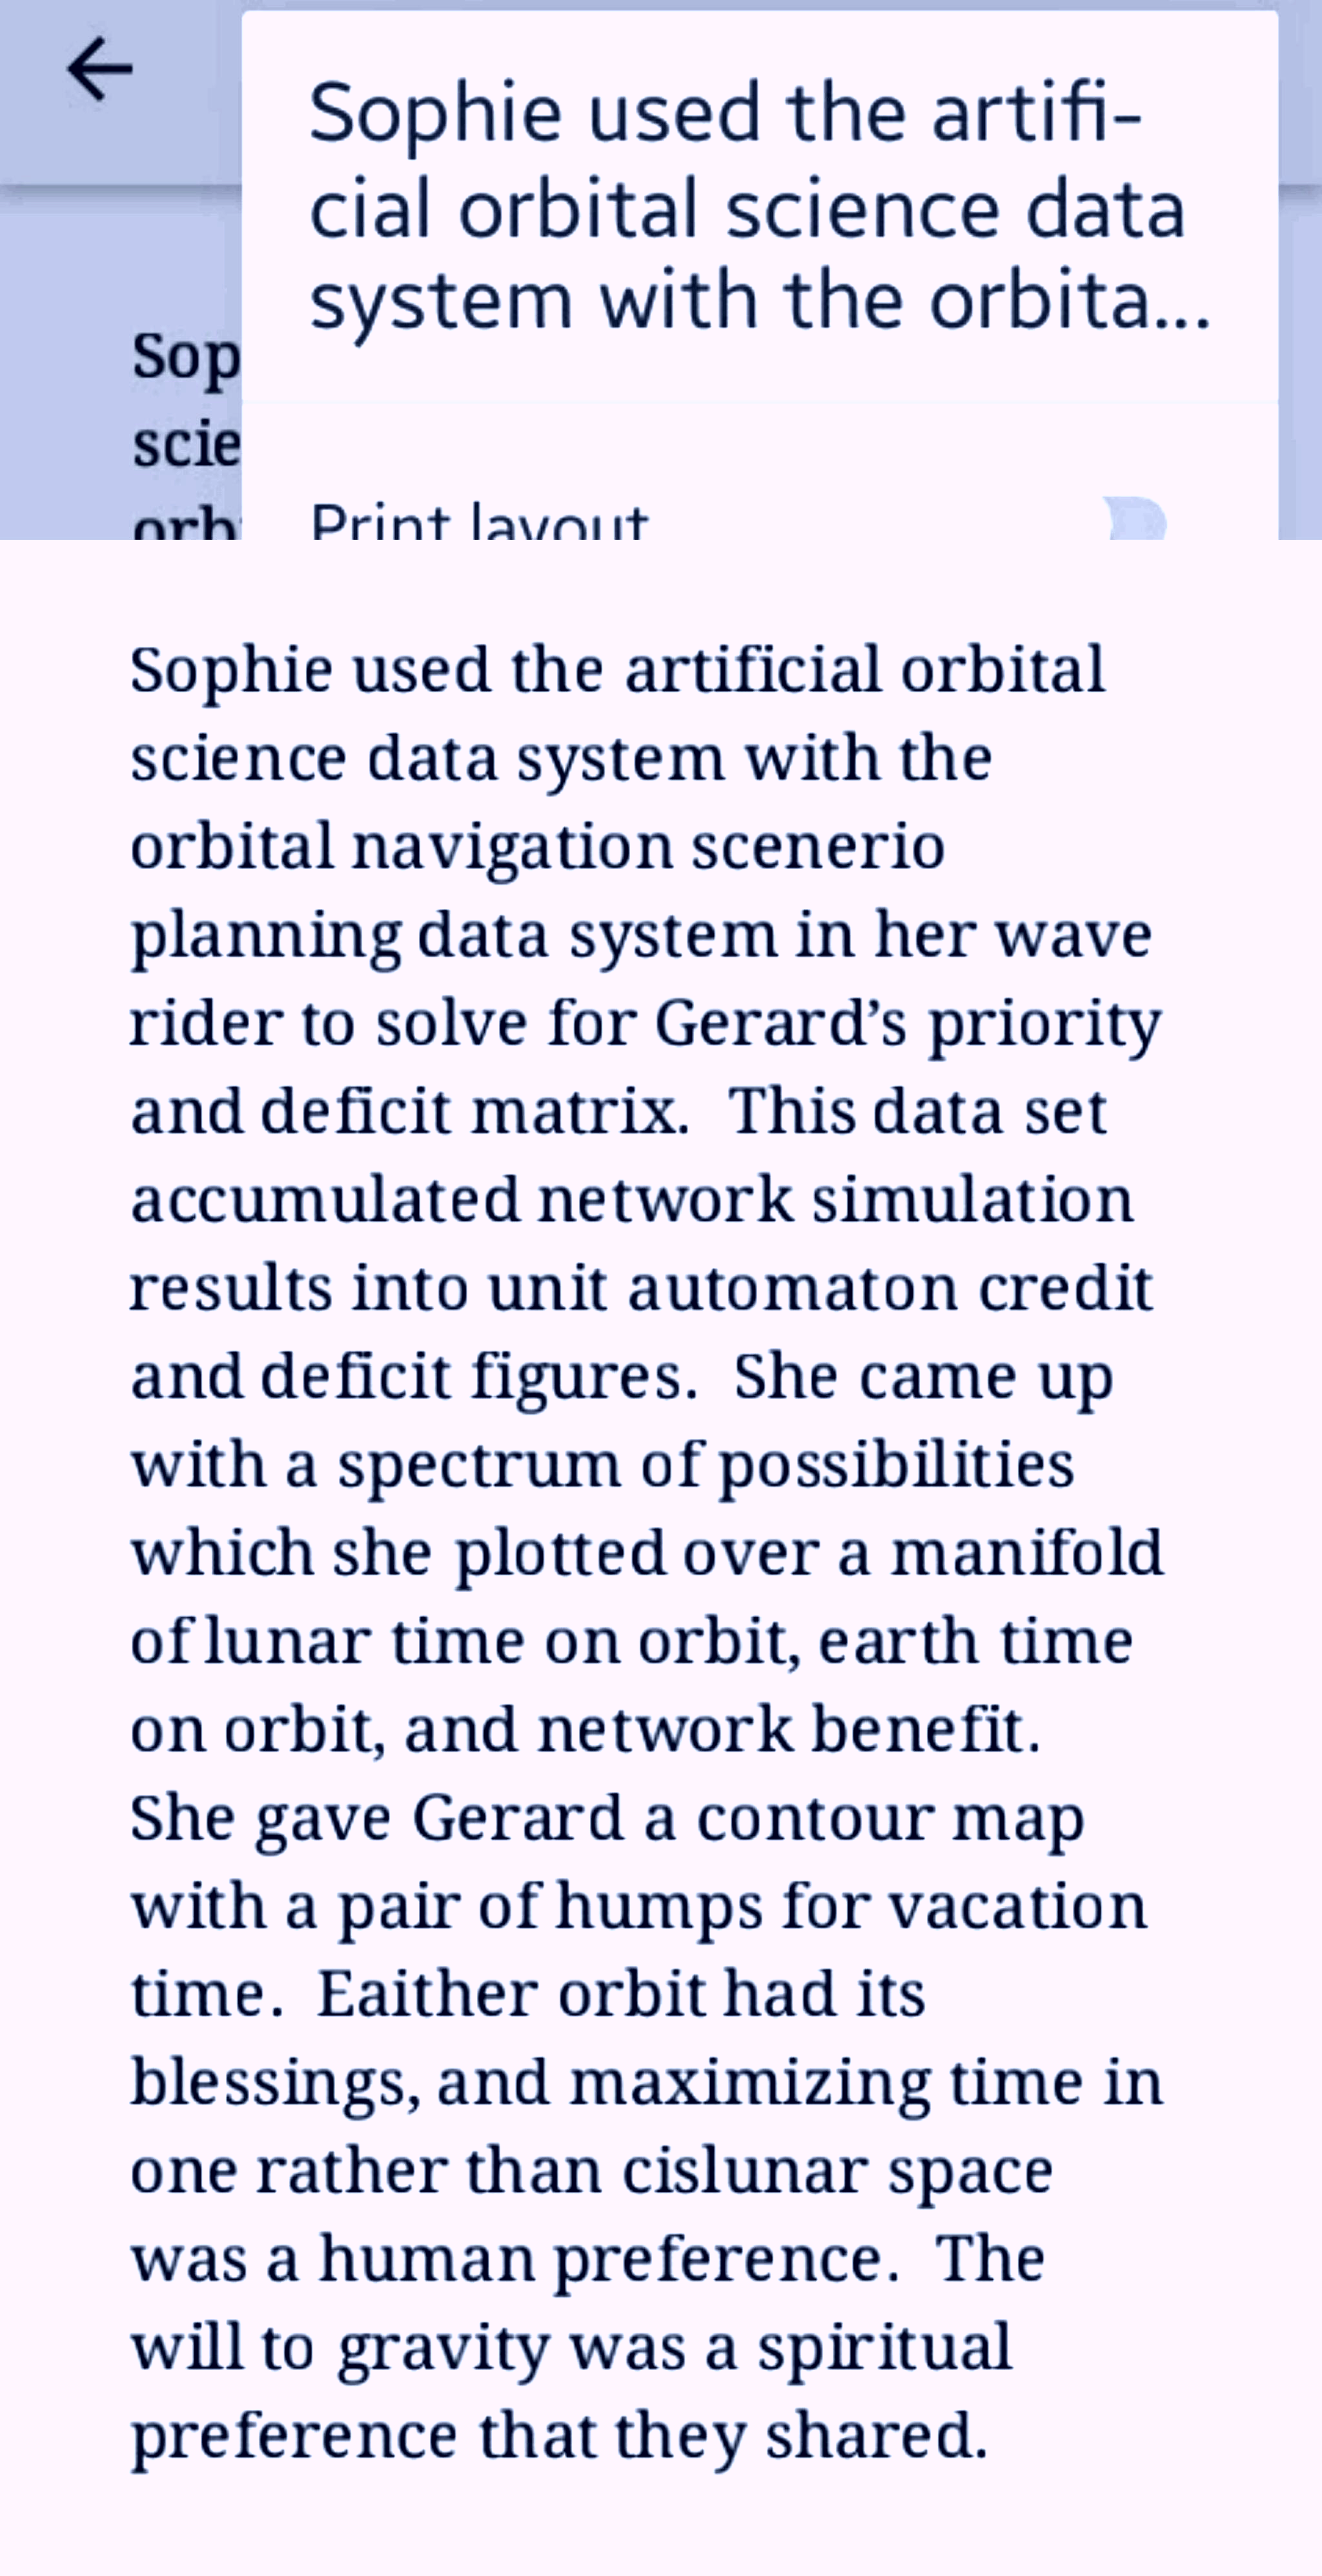 Sophie used the artifi-
cial orbital science data
system with the orbita...
Sop
scie
orb
Print layout
Sophie used the artificial orbital
science data system with the
orbital navigation scenerio
planning data system in her wave
rider to solve for Gerard’s priority
and deficit matrix.  This data set
accumulated network simulation
results into unit automaton credit
and deficit figures.  She came up
with a spectrum of possibilities
which she plotted over a manifold
of lunar time on orbit, earth time
on orbit, and network benefit.
She gave Gerard a contour map
with a pair of humps for vacation
time.  Eaither orbit had its
blessings, and maximizing time in
one rather than cislunar space
was a human preference.  The
will to gravity was a spiritual
preference that they shared.